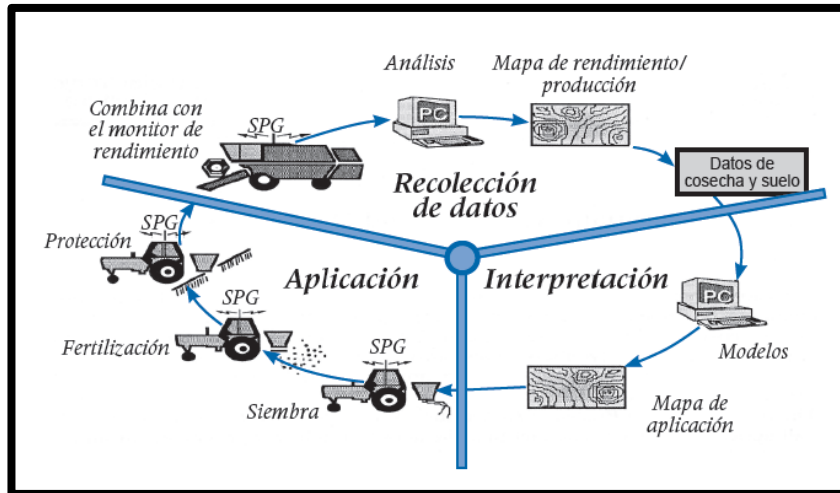 Combina con
el monitor de
rendimiento
SPG
Análisis
PC
Mapa de rendimiento/
producción
Datos de
cosecha y suelo
Recolección
de datos
Interpretación
PC
Modelos
Mapa de
aplicación
Aplicación
SPG
Siembra
SPG
Fertilización
SPG
Protección